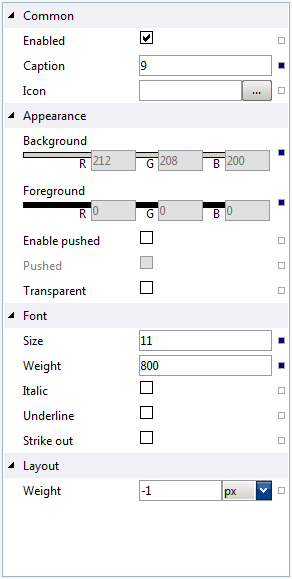 Common
Enabled
Caption 9
Icon ...
Appearance
Background
R 212 G 208 B 200
Foreground
R 0 G 0 B 0
Enable pushed
Pushed
Transparent
Font
Size 11
Weight 800
Italic
Underline
Strike out
Layout
Weight -1 px